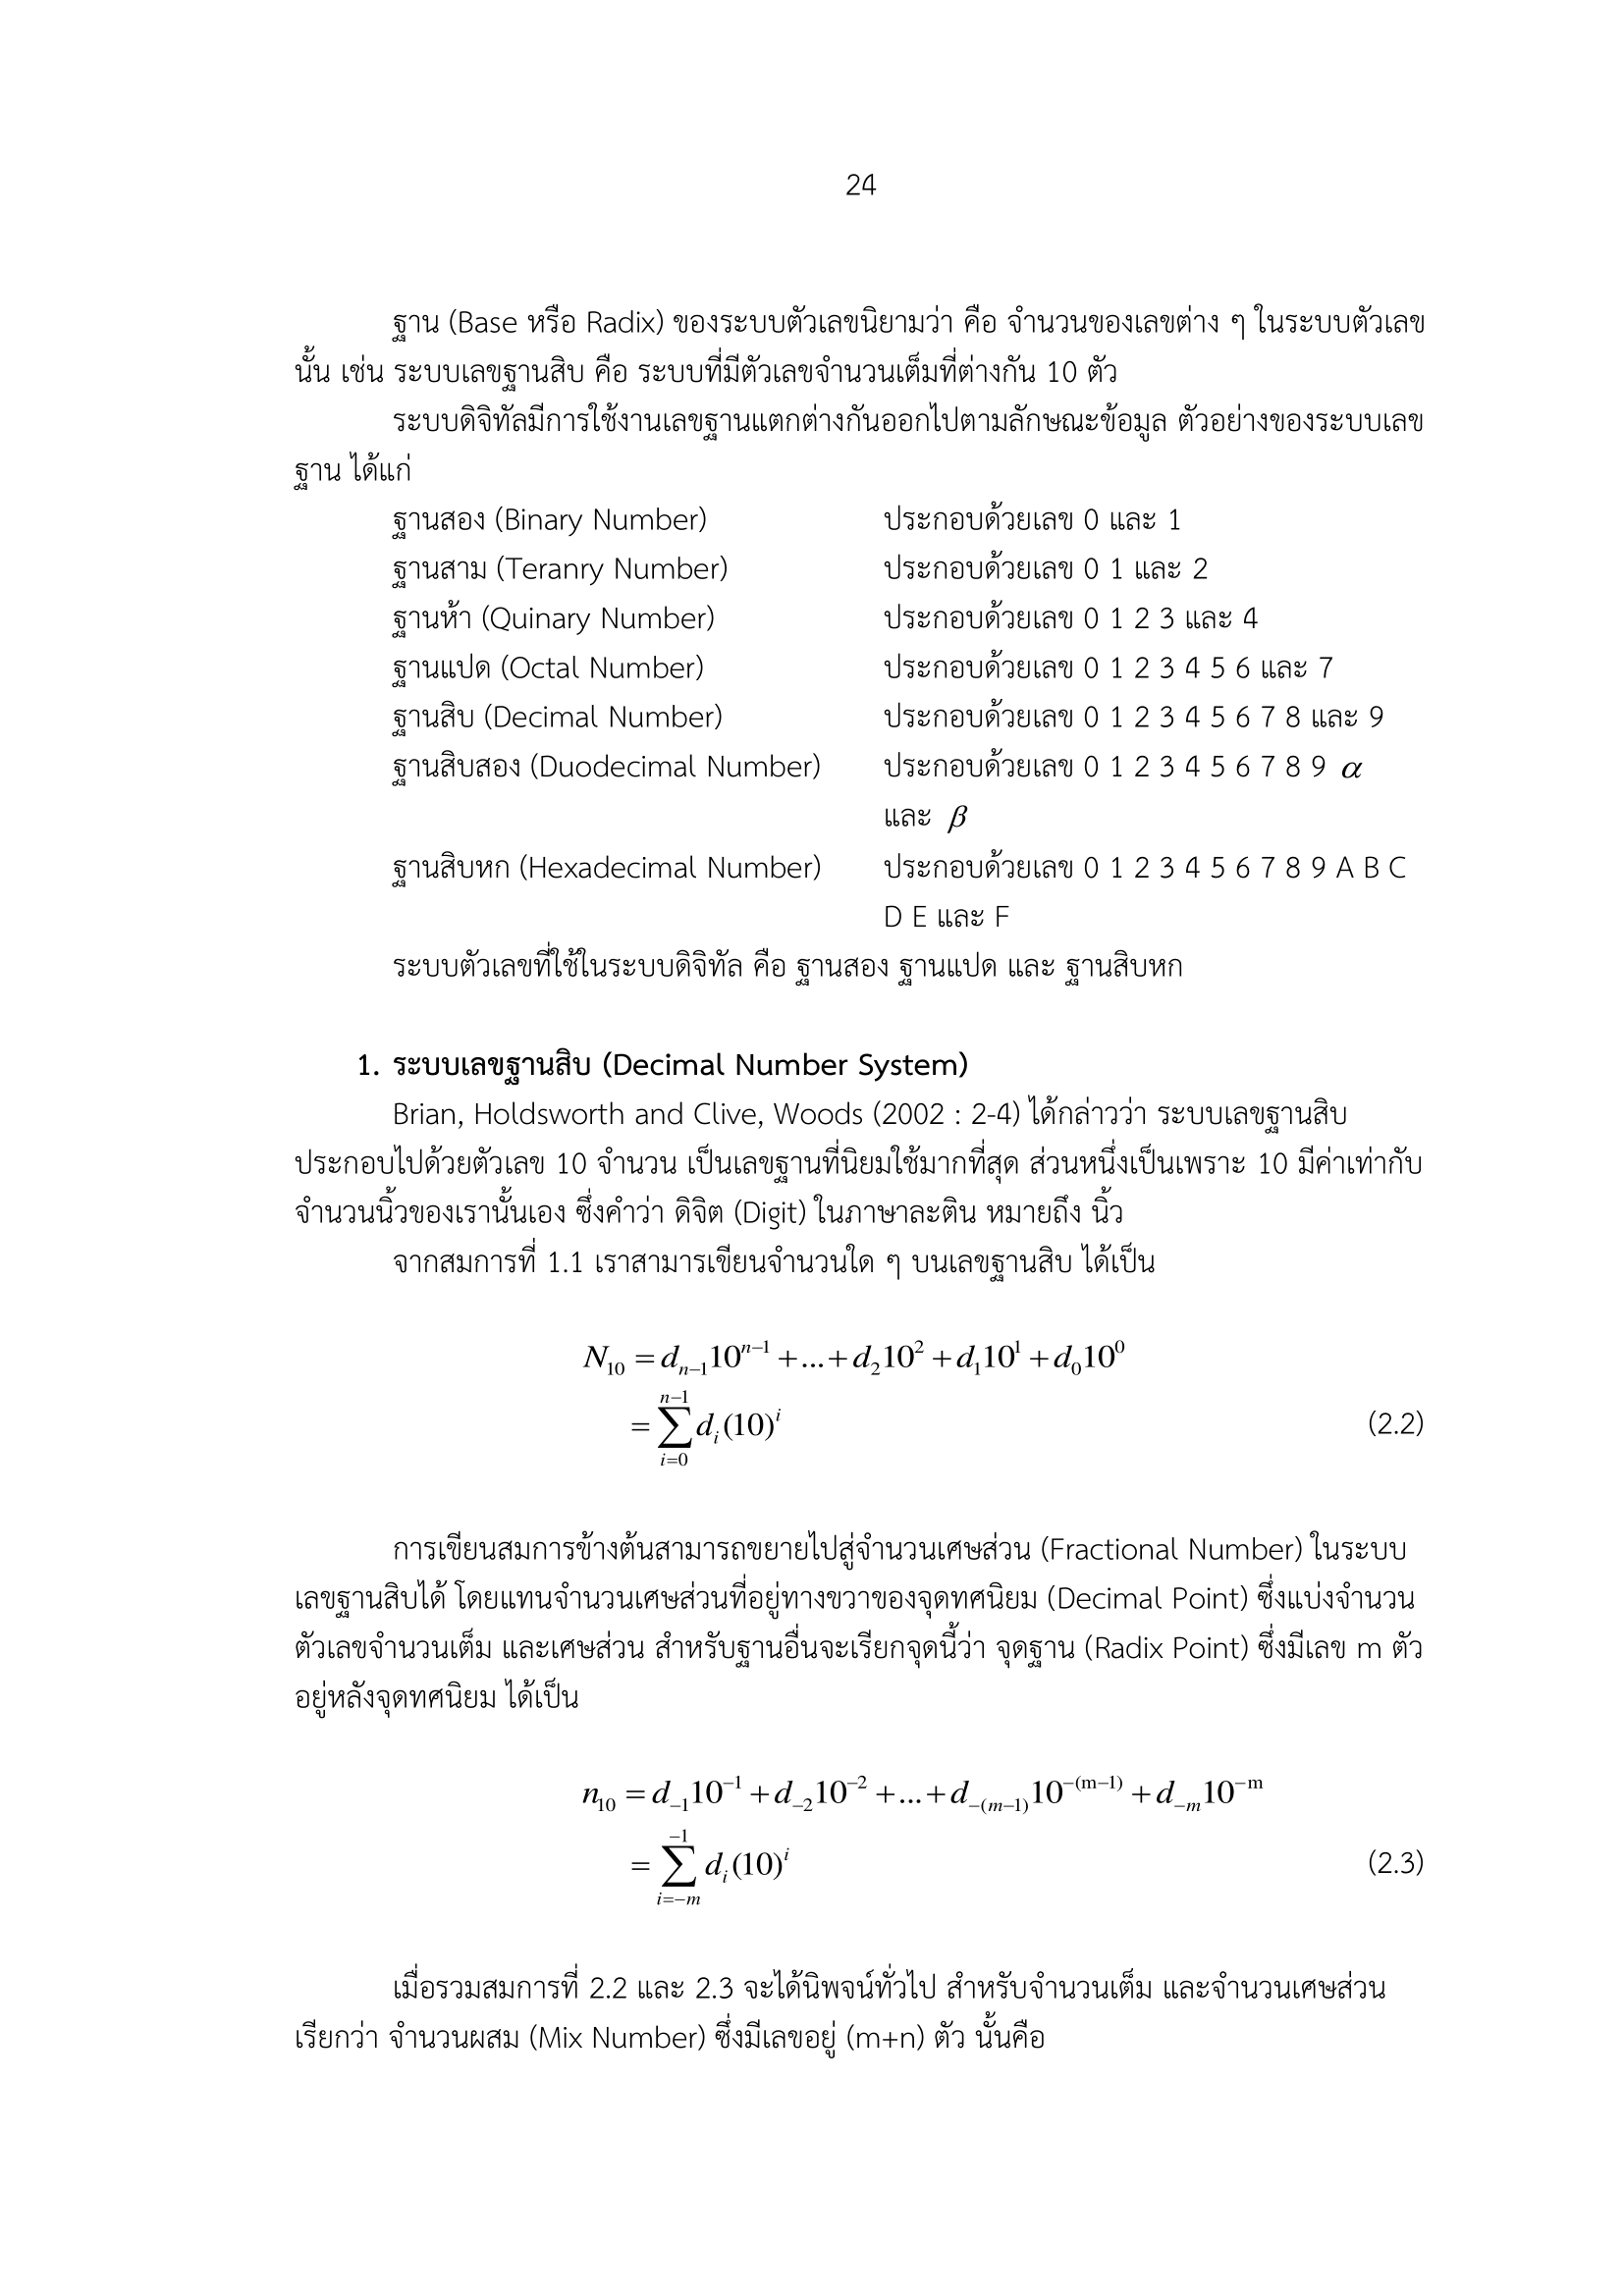 24
ฐาน (Base หรือ Radix) ของระบบตัวเลขนิยามว่า คือ จำนวนของเลขต่าง ๆ ในระบบตัวเลข
นั้น เช่น ระบบเลขฐานสิบ คือ ระบบที่มีตัวเลขจำนวนเต็มที่ต่างกัน 10 ตัว
ระบบดิจิทัลมีการใช้งานเลขฐานแตกต่างกันออกไปตามลักษณะข้อมูล ตัวอย่างของระบบเลข
ฐาน ได้แก่
ฐานสอง (Binary Number) ประกอบด้วยเลข 0 และ 1
ฐานสาม (Teranry Number) ประกอบด้วยเลข 0 1 และ 2
ฐานห้า (Quinary Number) ประกอบด้วยเลข 0 1 2 3 และ 4
ฐานแปด (Octal Number) ประกอบด้วยเลข 0 1 2 3 4 5 6 และ 7
ฐานสิบ (Decimal Number) ประกอบด้วยเลข 0 1 2 3 4 5 6 7 8 และ 9
ฐานสิบสอง (Duodecimal Number) ประกอบด้วยเลข 0 1 2 3 4 5 6 7 8 9 α
และ β
ฐานสิบหก (Hexadecimal Number) ประกอบด้วยเลข 0 1 2 3 4 5 6 7 8 9 A B C
D E และ F
ระบบตัวเลขที่ใช้ในระบบดิจิทัล คือ ฐานสอง ฐานแปด และ ฐานสิบหก
1. ระบบเลขฐานสิบ (Decimal Number System)
Brian, Holdsworth and Clive, Woods (2002 : 2-4) ได้กล่าวว่า ระบบเลขฐานสิบ
ประกอบไปด้วยตัวเลข 10 จำนวน เป็นเลขฐานที่นิยมใช้มากที่สุด ส่วนหนึ่งเป็นเพราะ 10 มีค่าเท่ากับ
จำนวนนิ้วของเรานั้นเอง ซึ่งคำว่า ดิจิต (Digit) ในภาษาละติน หมายถึง นิ้ว
จากสมการที่ 1.1 เราสามารเขียนจำนวนใด ๆ บนเลขฐานสิบ ได้เป็น
$N_{10} = d_{n-1}10^{n-1} + ... + d_2 10^2 + d_1 10^1 + d_0 10^0$
$= \sum_{i=0}^{n-1} d_i (10)^i$ (2.2)
การเขียนสมการข้างต้นสามารถขยายไปสู่จำนวนเศษส่วน (Fractional Number) ในระบบ
เลขฐานสิบได้ โดยแทนจำนวนเศษส่วนที่อยู่ทางขวาของจุดทศนิยม (Decimal Point) ซึ่งแบ่งจำนวน
ตัวเลขจำนวนเต็ม และเศษส่วน สำหรับฐานอื่นจะเรียกจุดนี้ว่า จุดฐาน (Radix Point) ซึ่งมีเลข m ตัว
อยู่หลังจุดทศนิยม ได้เป็น
$n_{10} = d_{-1}10^{-1} + d_{-2}10^{-2} + ... + d_{-(m-1)}10^{-(m-1)} + d_{-m}10^{-m}$
$= \sum_{i=-m}^{-1} d_i (10)^i$ (2.3)
เมื่อรวมสมการที่ 2.2 และ 2.3 จะได้นิพจน์ทั่วไป สำหรับจำนวนเต็ม และจำนวนเศษส่วน
เรียกว่า จำนวนผสม (Mix Number) ซึ่งมีเลขอยู่ (m+n) ตัว นั้นคือ